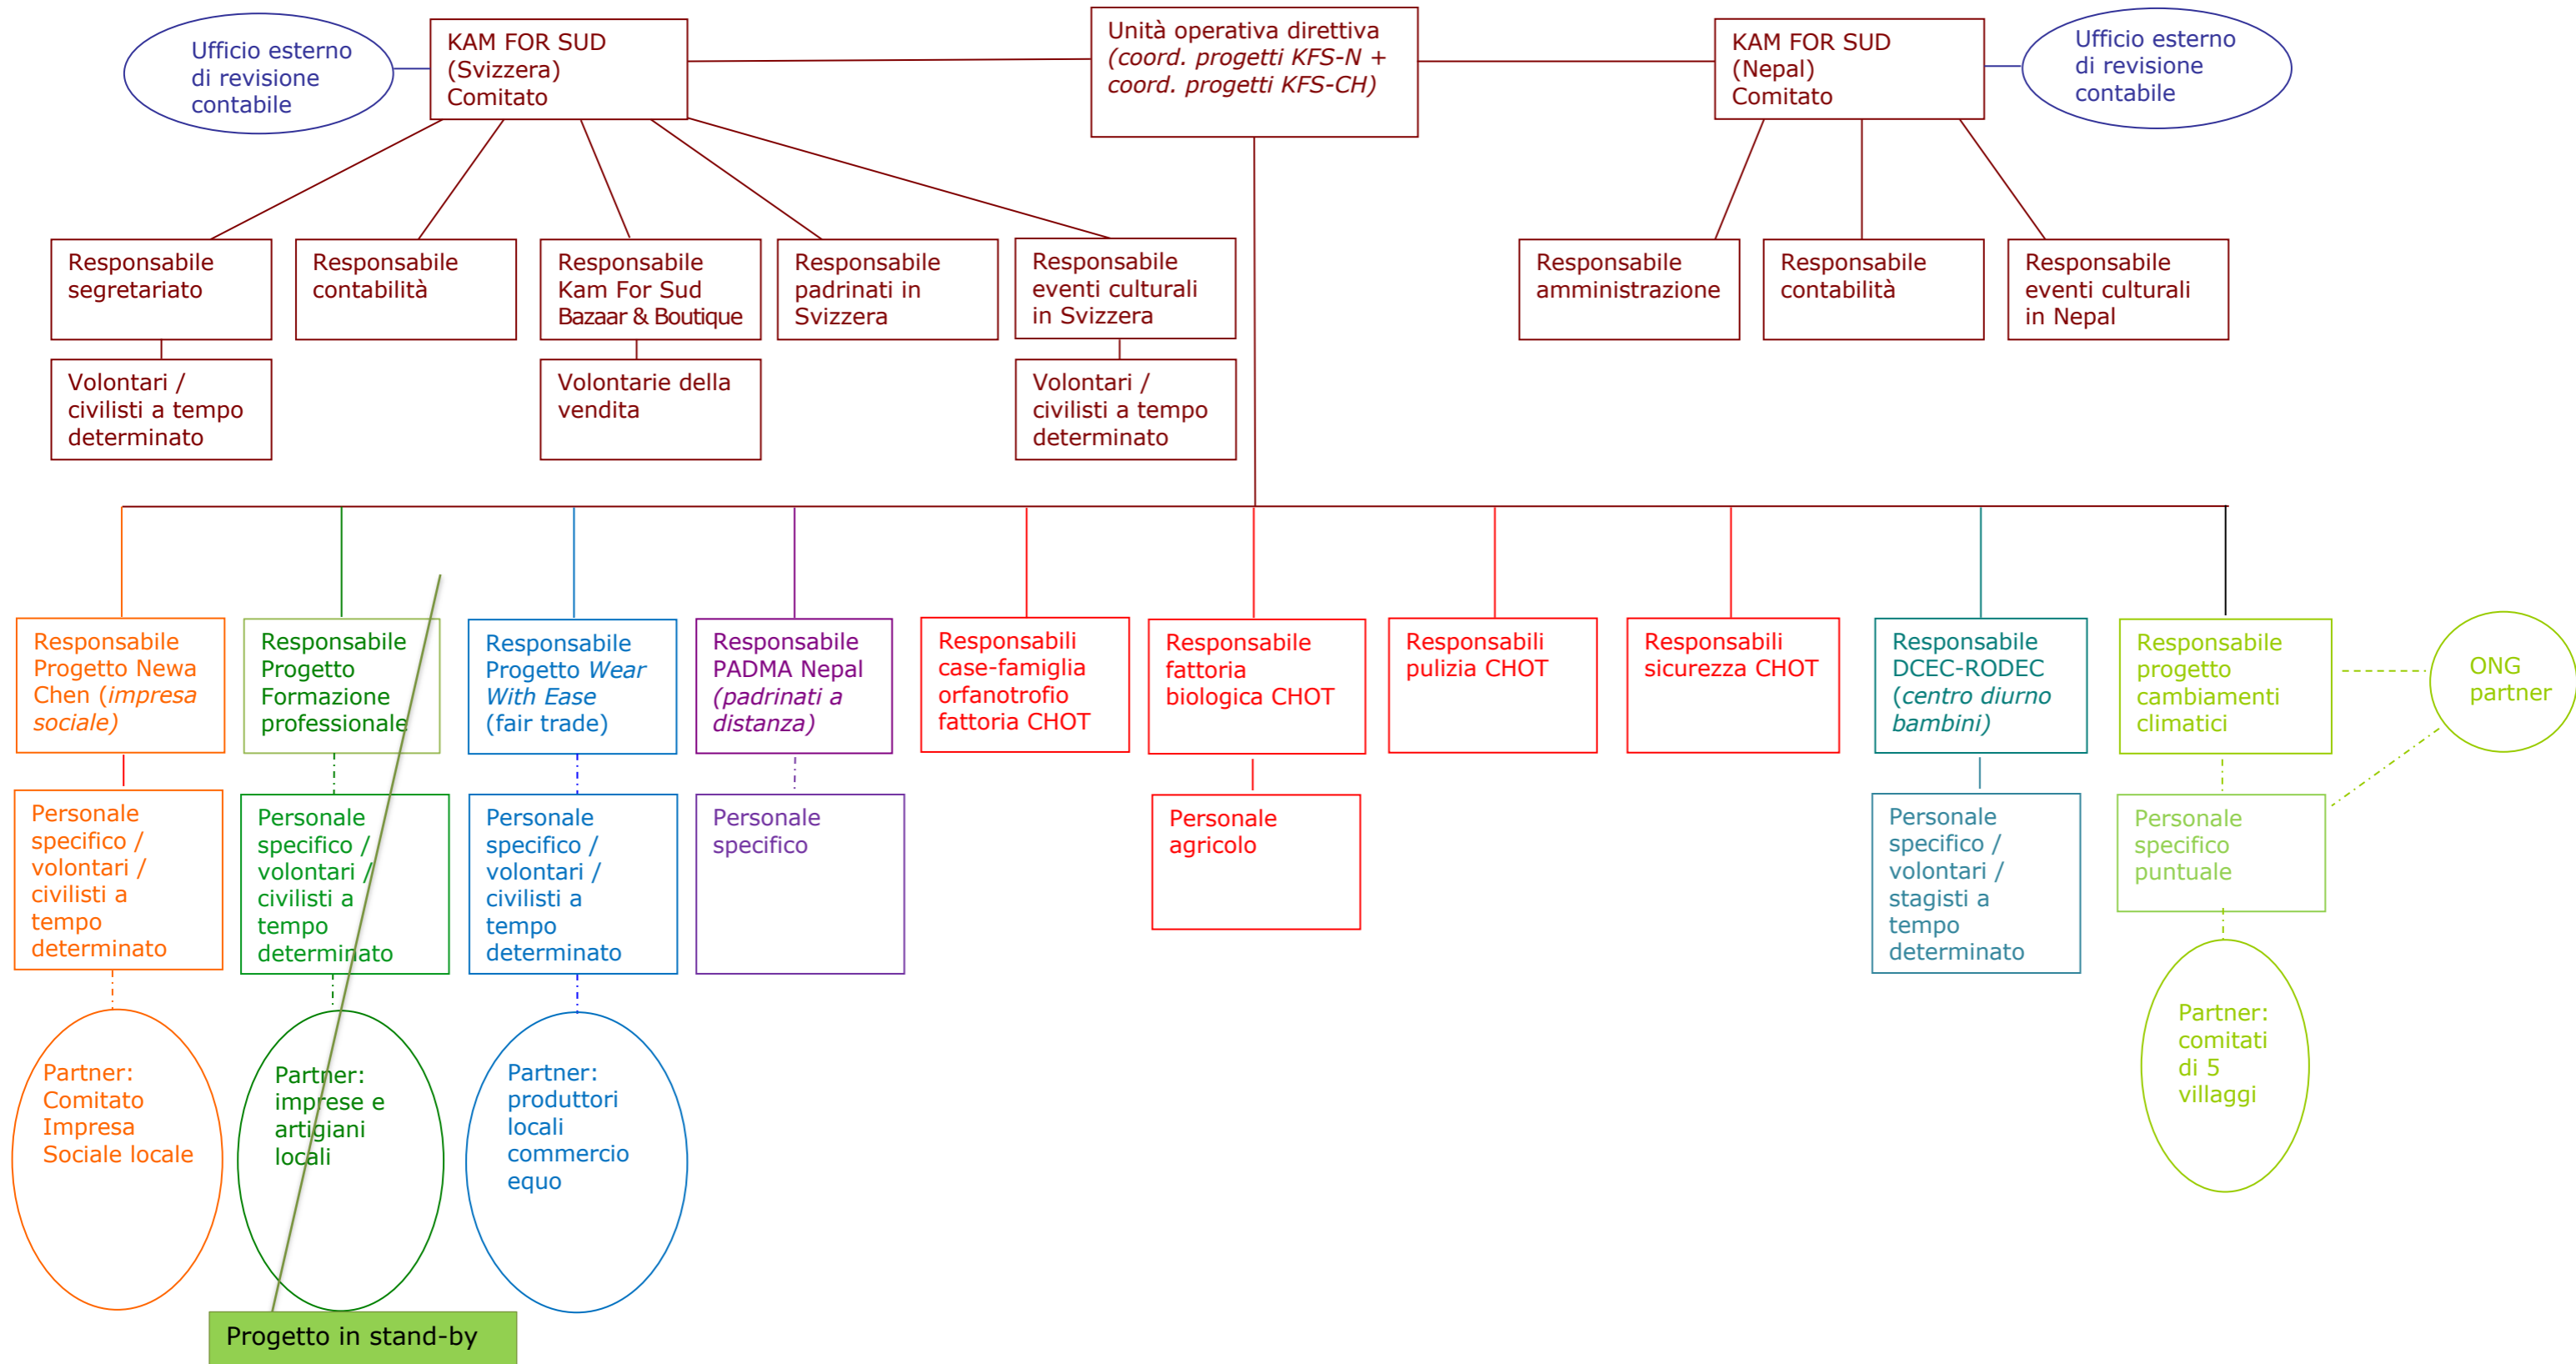 Ufficio esterno
di revisione
contabile
KAM FOR SUD
(Svizzera)
Comitato
Unità operativa direttiva
(coord. progetti KFS-N +
coord. progetti KFS-CH)
KAM FOR SUD
(Nepal)
Comitato
Ufficio esterno
di revisione
contabile
Responsabile
segretariato
Responsabile
contabilità
Responsabile
Kam For Sud
Bazaar & Boutique
Responsabile
padrinati in
Svizzera
Responsabile
eventi culturali
in Svizzera
Responsabile
amministrazione
Responsabile
contabilità
Responsabile
eventi culturali
in Nepal
Volontari /
civilisti a tempo
determinato
Volontarie della
vendita
Volontari /
civilisti a tempo
determinato
Responsabile
Progetto Newa
Chen (impresa
sociale)
Responsabile
Progetto
Formazione
professionale
Responsabile
Progetto Wear
With Ease
(fair trade)
Responsabile
PADMA Nepal
(padrinati a
distanza)
Responsabili
case-famiglia
orfanotrofio
fattoria CHOT
Responsabile
fattoria
biologica CHOT
Responsabili
pulizia CHOT
Responsabili
sicurezza CHOT
Responsabile
DCEC-RODEC
(centro diurno
bambini)
Responsabile
progetto
cambiamenti
climatici
ONG
partner
Personale
specifico /
volontari /
civilisti a
tempo
determinato
Personale
specifico /
volontari /
civilisti a
tempo
determinato
Personale
specifico /
volontari /
civilisti a
tempo
determinato
Personale
specifico
Personale
agricolo
Personale
specifico /
volontari /
stagisti a
tempo
determinato
Personale
specifico
puntuale
Partner:
Comitato
Impresa
Sociale locale
Partner:
imprese e
artigiani
locali
Partner:
produttori
locali
commercio
equo
Partner:
comitati
di 5
villaggi
Progetto in stand-by